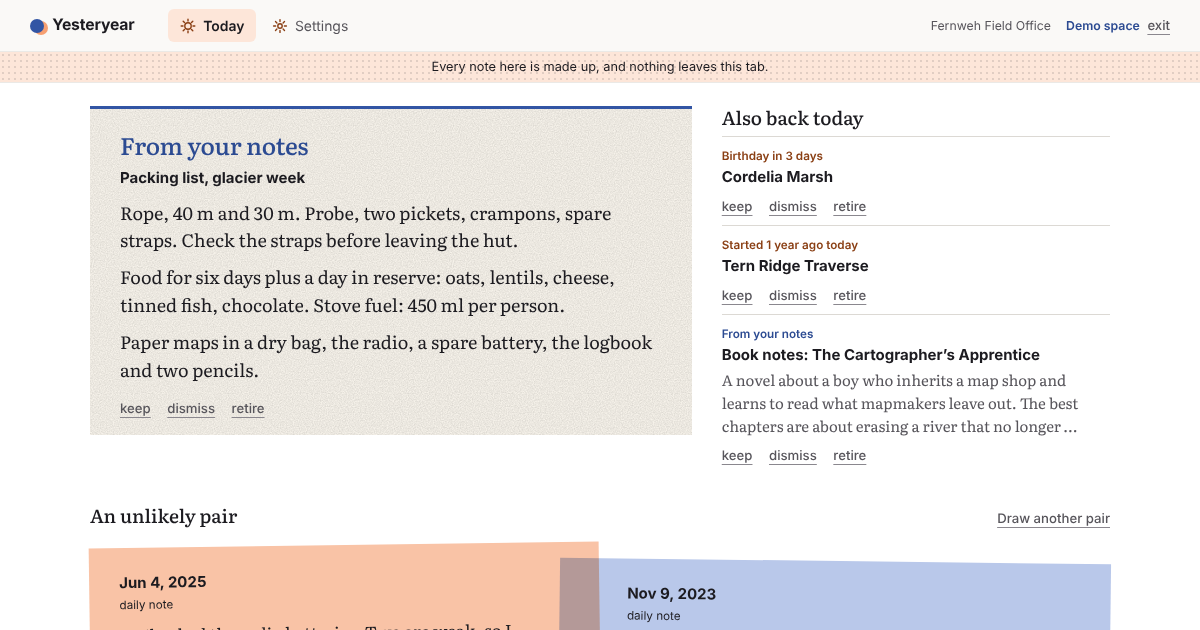 Yesteryear
Today
Settings
Fernweh Field Office
Demo space
exit
Every note here is made up, and nothing leaves this tab.
From your notes
Packing list, glacier week
Rope, 40 m and 30 m. Probe, two pickets, crampons, spare
straps. Check the straps before leaving the hut.
Food for six days plus a day in reserve: oats, lentils, cheese,
tinned fish, chocolate. Stove fuel: 450 ml per person.
Paper maps in a dry bag, the radio, a spare battery, the logbook
and two pencils.
keep dismiss retire
Also back today
Birthday in 3 days
Cordelia Marsh
keep dismiss retire
Started 1 year ago today
Tern Ridge Traverse
keep dismiss retire
From your notes
Book notes: The Cartographer’s Apprentice
A novel about a boy who inherits a map shop and
learns to read what mapmakers leave out. The best
chapters are about erasing a river that no longer …
keep dismiss retire
An unlikely pair
Draw another pair
Jun 4, 2025
daily note
Nov 9, 2023
daily note